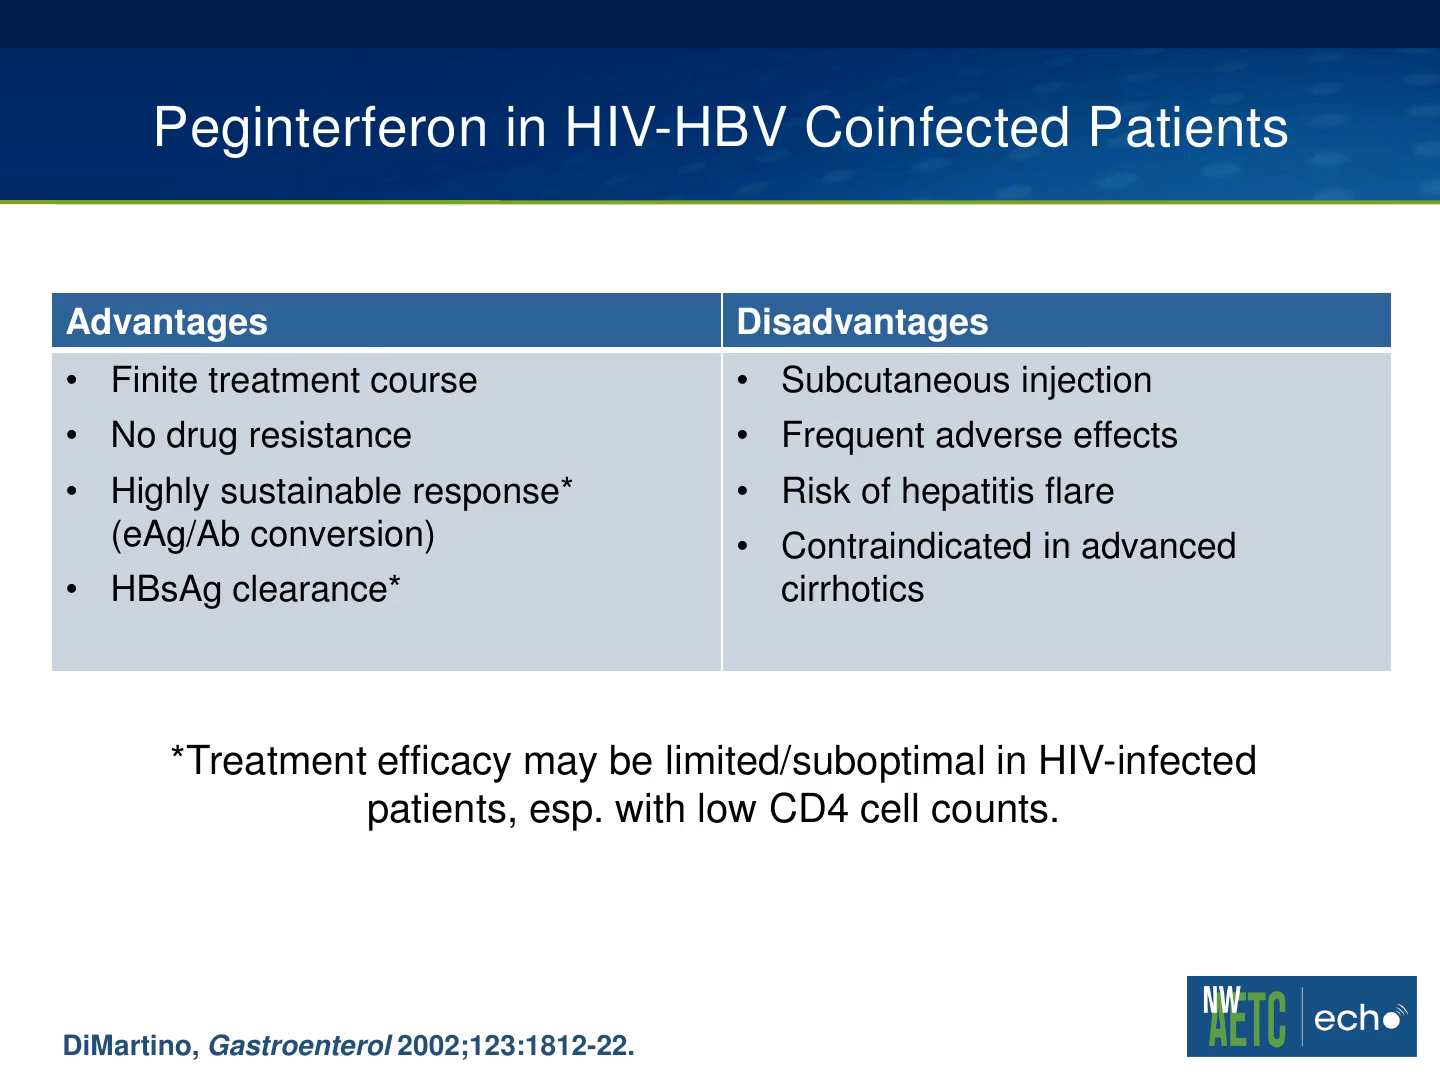 Peginterferon in HIV-HBV Coinfected Patients
Advantages
• Finite treatment course
• No drug resistance
• Highly sustainable response*
(eAg/Ab conversion)
• HBsAg clearance*
Disadvantages
• Subcutaneous injection
• Frequent adverse effects
• Risk of hepatitis flare
• Contraindicated in advanced
cirrhotics
*Treatment efficacy may be limited/suboptimal in HIV-infected
patients, esp. with low CD4 cell counts.
DiMartino, Gastroenterol 2002;123:1812-22.
NW
AETC
echo